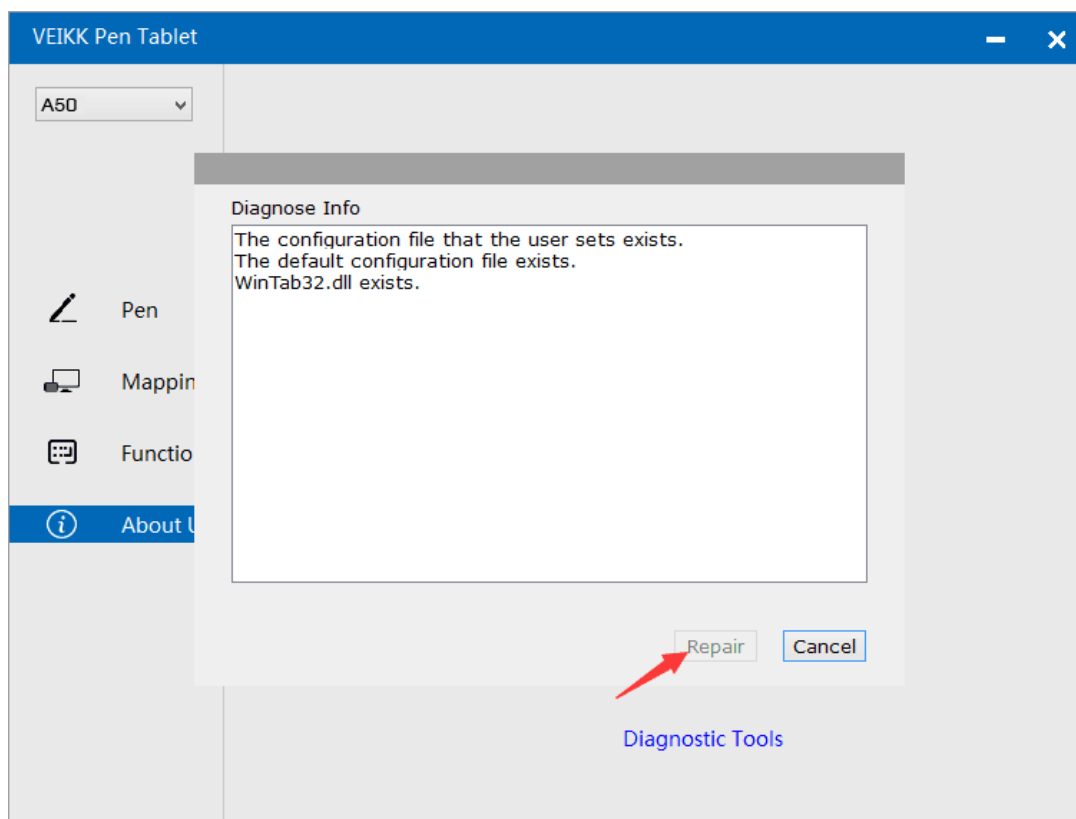 VEIKK Pen Tablet
A50
Diagnose Info
The configuration file that the user sets exists.
The default configuration file exists.
WinTab32.dll exists.
Pen
Mappin
Functio
About U
Repair
Cancel
Diagnostic Tools